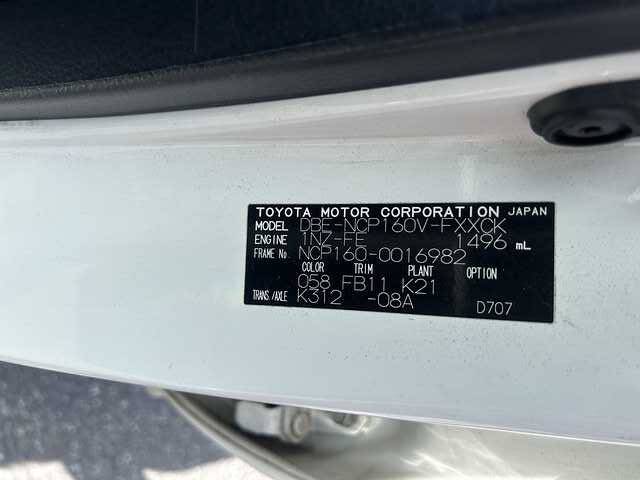 TOYOTA MOTOR CORPORATION JAPAN
MODEL DBE-NCP160V-FXXCK
ENGINE 1NZ-FE 1496 mL
FRAME No. NCP160-0016982
COLOR TRIM PLANT OPTION
058 FB11 K21
TRANS/AXLE K312 -08A D707